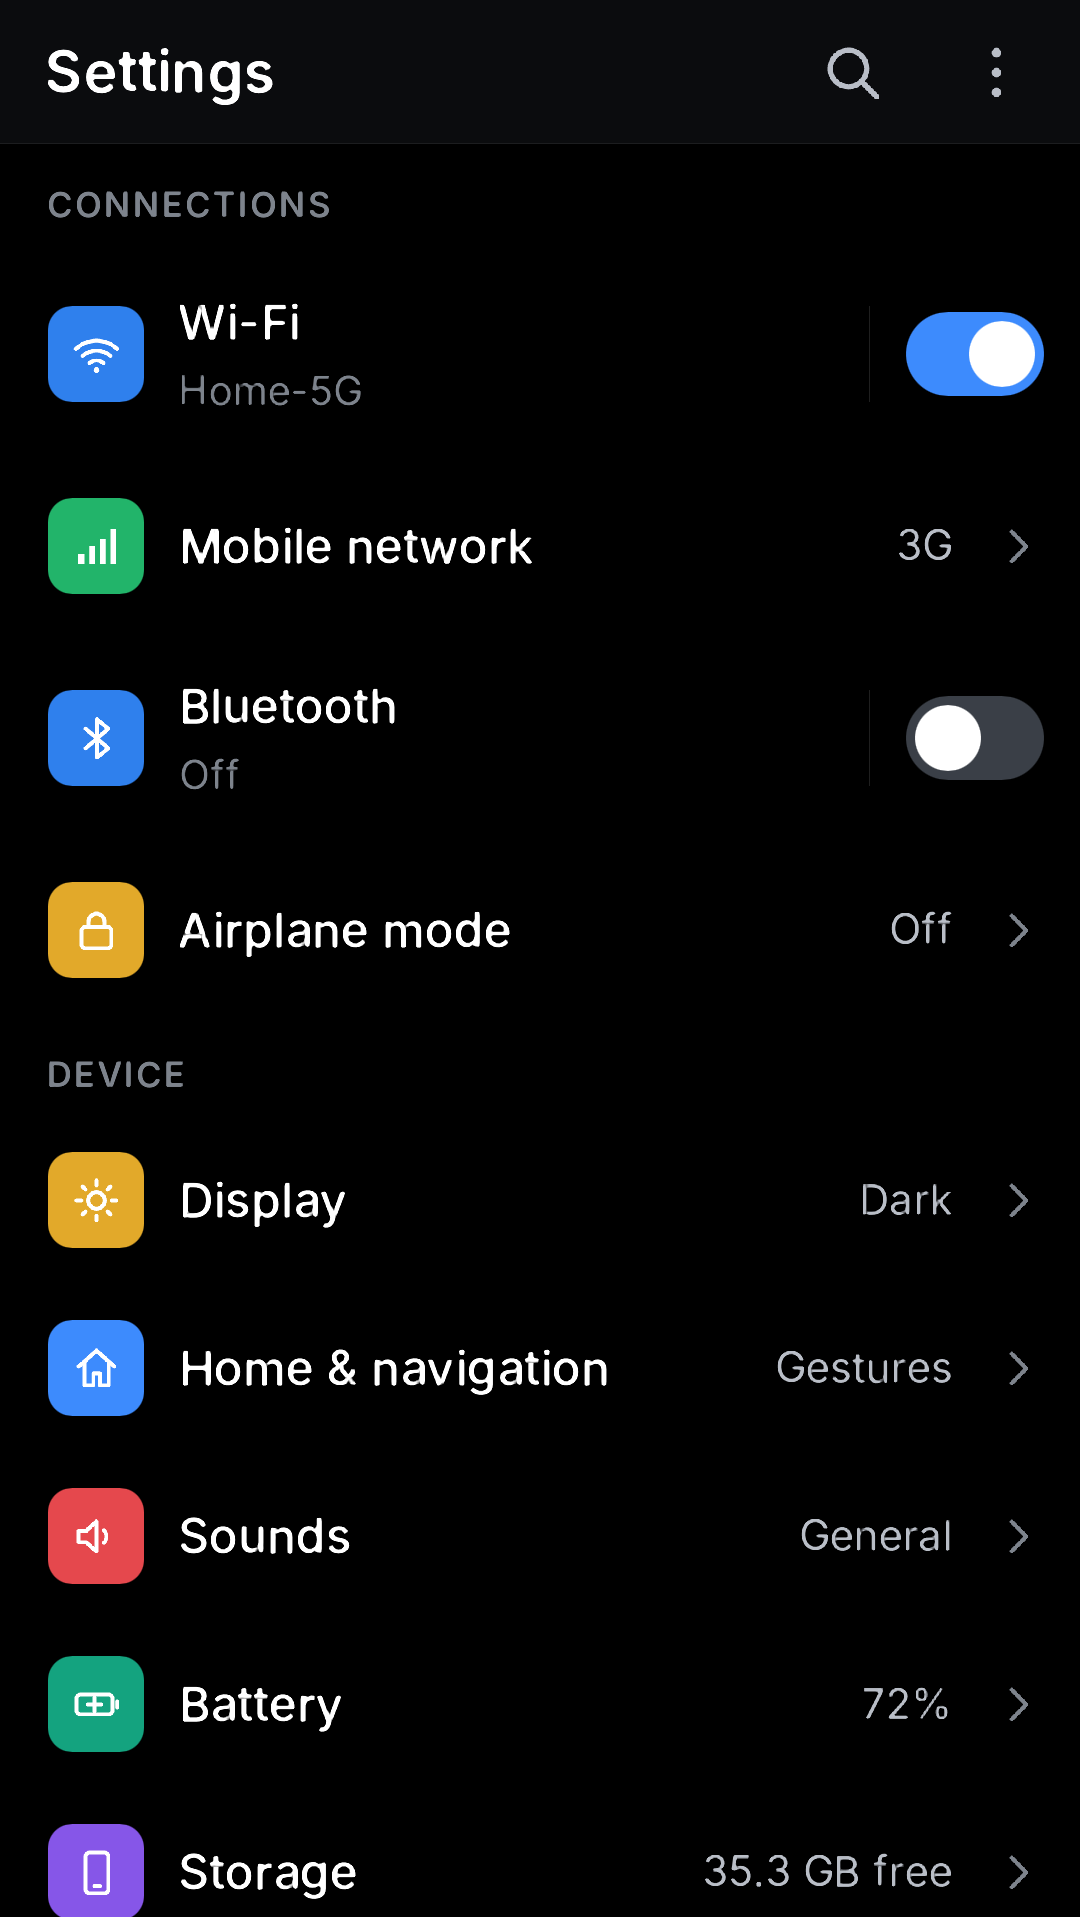 Settings
CONNECTIONS
Wi-Fi
Home-5G
Mobile network
3G
Bluetooth
Off
Airplane mode
Off
DEVICE
Display
Dark
Home & navigation
Gestures
Sounds
General
Battery
72%
Storage
35.3 GB free